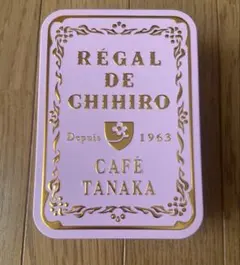 RÉGAL
DE
CHIHIRO
Depuis 1963
CAFÉ
TANAKA